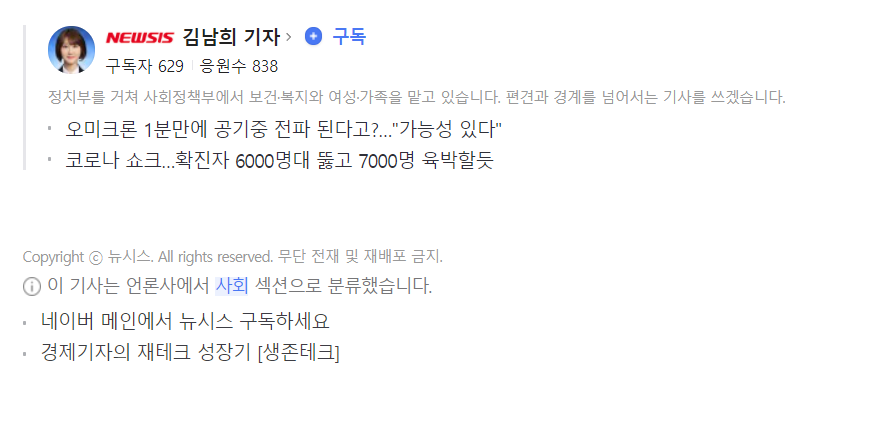 NEWSIS 김남희 기자 > 구독
구독자 629 응원수 838
정치부를 거쳐 사회정책부에서 보건·복지와 여성·가족을 맡고 있습니다. 편견과 경계를 넘어서는 기사를 쓰겠습니다.
· 오미크론 1분만에 공기중 전파 된다고?..."가능성 있다"
· 코로나 쇼크...확진자 6000명대 뚫고 7000명 육박할듯
Copyright ⓒ 뉴시스. All rights reserved. 무단 전재 및 재배포 금지.
이 기사는 언론사에서 사회 섹션으로 분류했습니다.
· 네이버 메인에서 뉴시스 구독하세요
· 경제기자의 재테크 성장기 [생존테크]